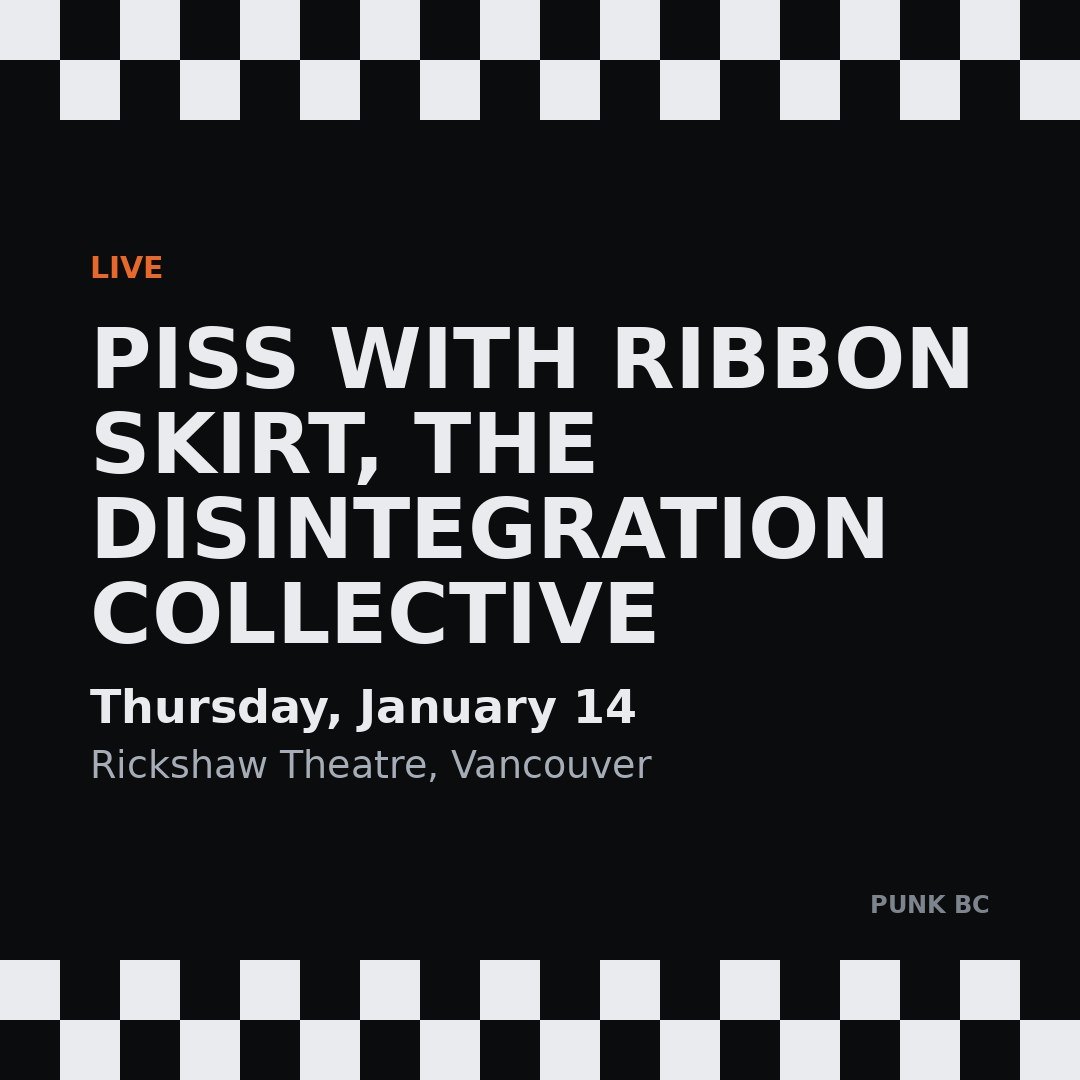 LIVE
PISS WITH RIBBON
SKIRT, THE
DISINTEGRATION
COLLECTIVE
Thursday, January 14
Rickshaw Theatre, Vancouver
PUNK BC